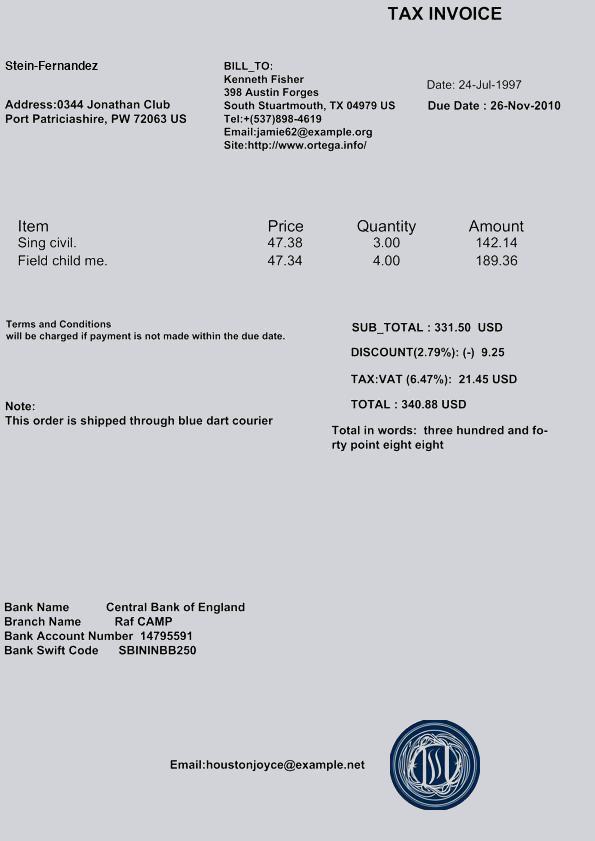 TAX INVOICE
Stein-Fernandez
Address:0344 Jonathan Club
Port Patriciashire, PW 72063 US
BILL_TO:
Kenneth Fisher
398 Austin Forges
South Stuartmouth, TX 04979 US
Tel:+(537)898-4619
Email:jamie62@example.org
Site:http://www.ortega.info/
Date: 24-Jul-1997
Due Date : 26-Nov-2010
Item Price Quantity Amount
Sing civil. 47.38 3.00 142.14
Field child me. 47.34 4.00 189.36
Terms and Conditions
will be charged if payment is not made within the due date.
SUB_TOTAL : 331.50 USD
DISCOUNT(2.79%): (-) 9.25
TAX:VAT (6.47%): 21.45 USD
TOTAL : 340.88 USD
Note:
This order is shipped through blue dart courier
Total in words: three hundred and fo-
rty point eight eight
Bank Name Central Bank of England
Branch Name Raf CAMP
Bank Account Number 14795591
Bank Swift Code SBININBB250
Email:houstonjoyce@example.net